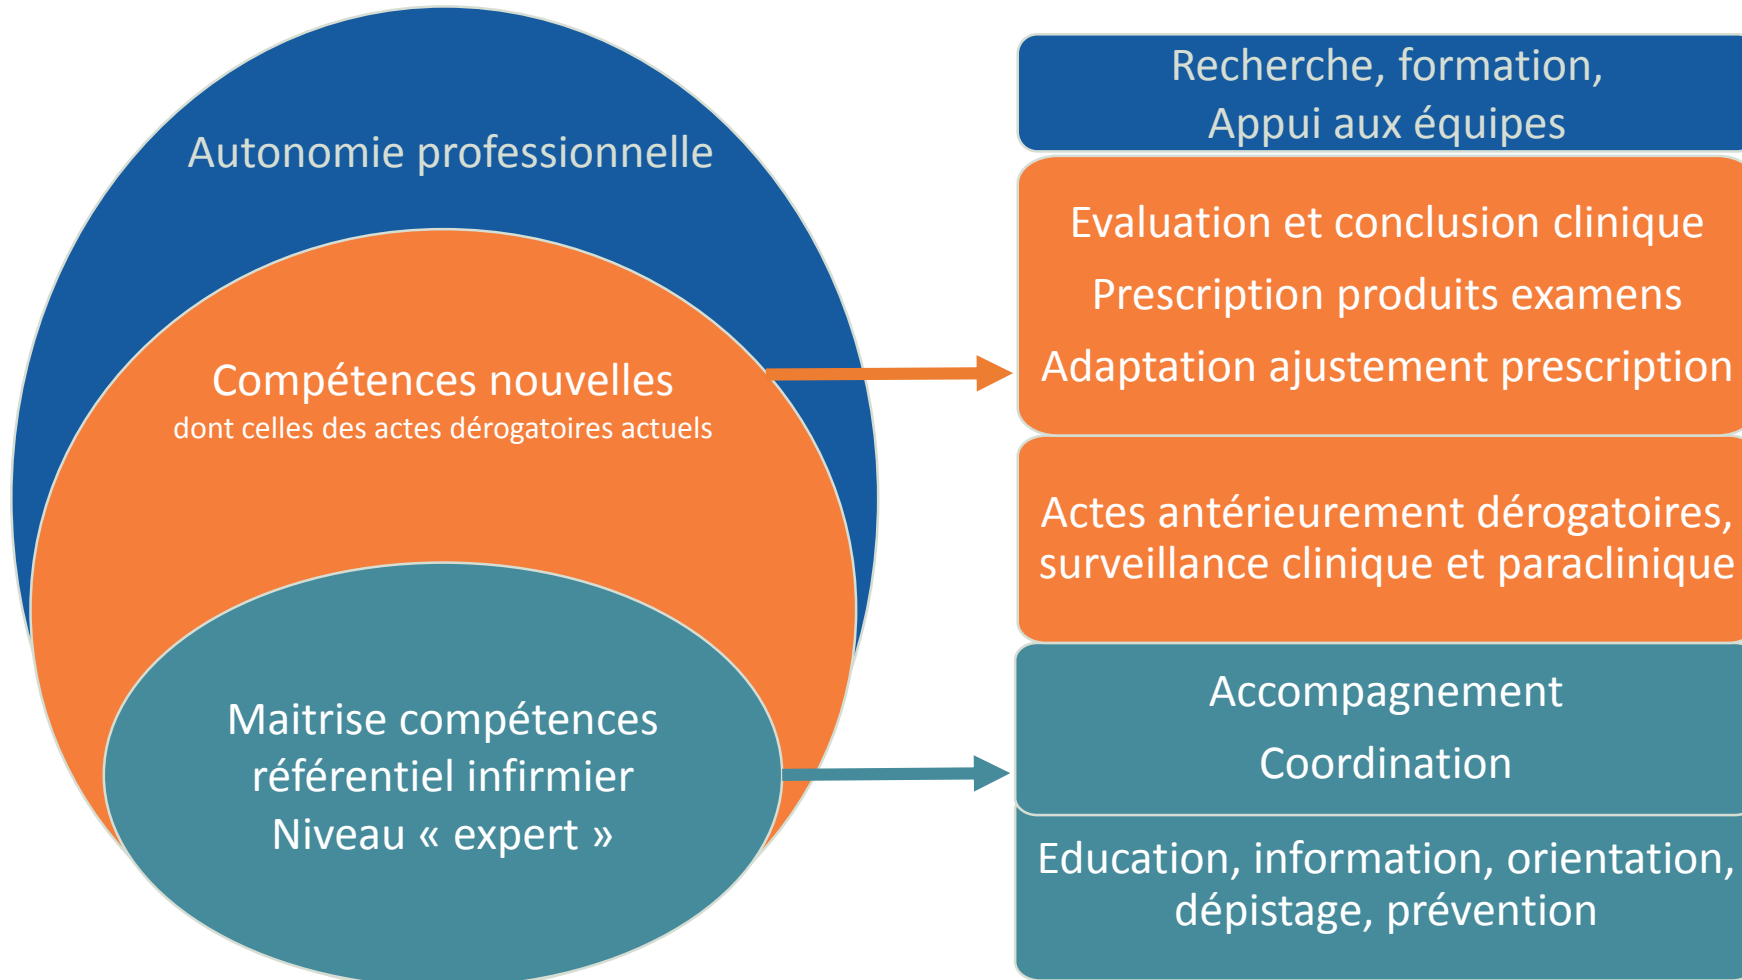 Autonomie professionnelle
Compétences nouvelles
dont celles des actes dérogatoires actuels
Maitrise compétences
référentiel infirmier
Niveau « expert »
Recherche, formation,
Appui aux équipes
Evaluation et conclusion clinique
Prescription produits examens
Adaptation ajustement prescription
Actes antérieurement dérogatoires,
surveillance clinique et paraclinique
Accompagnement
Coordination
Education, information, orientation,
dépistage, prévention